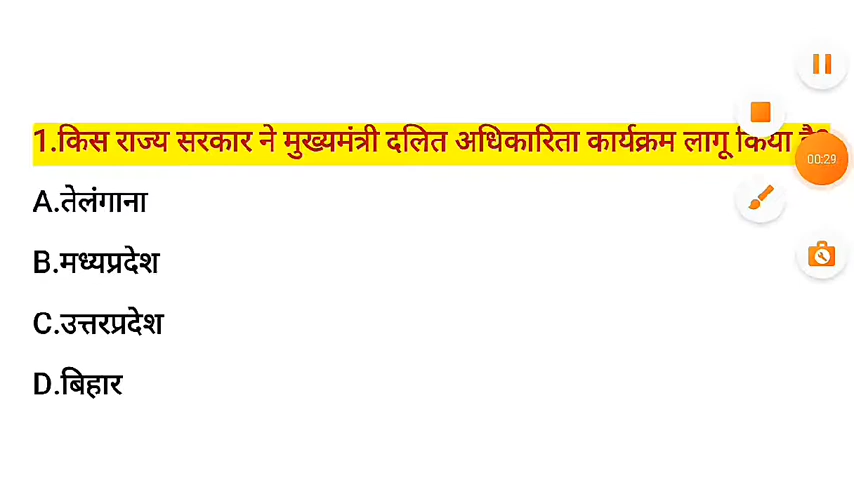 1.किस राज्य सरकार ने मुख्यमंत्री दलित अधिकारिता कार्यक्रम लागू किया है?
00:29
A.तेलंगाना
B.मध्यप्रदेश
C.उत्तरप्रदेश
D.बिहार